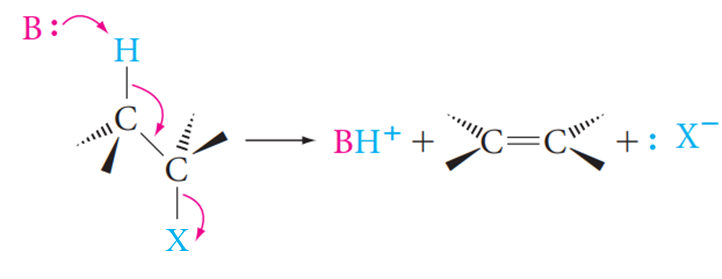 B:
H
C
C
X
BH⁺ + C=C + : X⁻